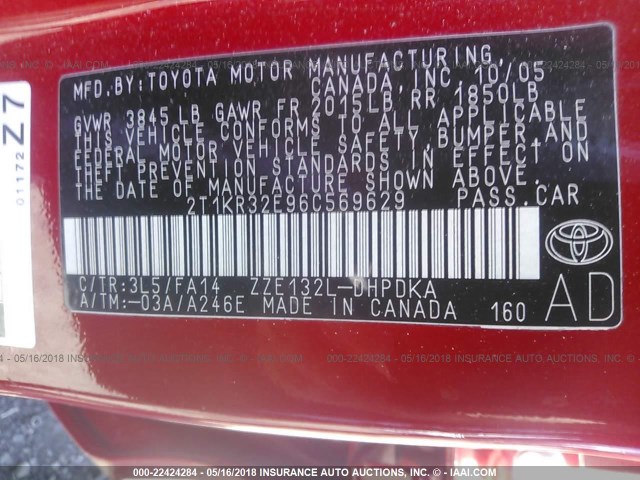 MFD.BY:TOYOTA MOTOR MANUFACTURING,
CANADA, INC. 10/05
GVWR 3845 LB GAWR FR 2015LB,RR 1850LB
THIS VEHICLE CONFORMS TO ALL APPLICABLE
FEDERAL MOTOR VEHICLE SAFETY,BUMPER,AND
THEFT PREVENTION STANDARDS IN EFFECT ON
THE DATE OF MANUFACTURE SHOWN ABOVE.
2T1KR32E96C569629 PASS.CAR
C/TR:3L5/FA14 ZZE132L-DHPDKA
A/TM:-03A/A246E MADE IN CANADA 160
AD
01172
Z7
000-22424284 - 05/16/2018 INSURANCE AUTO AUCTIONS, INC. - © IAAI.COM